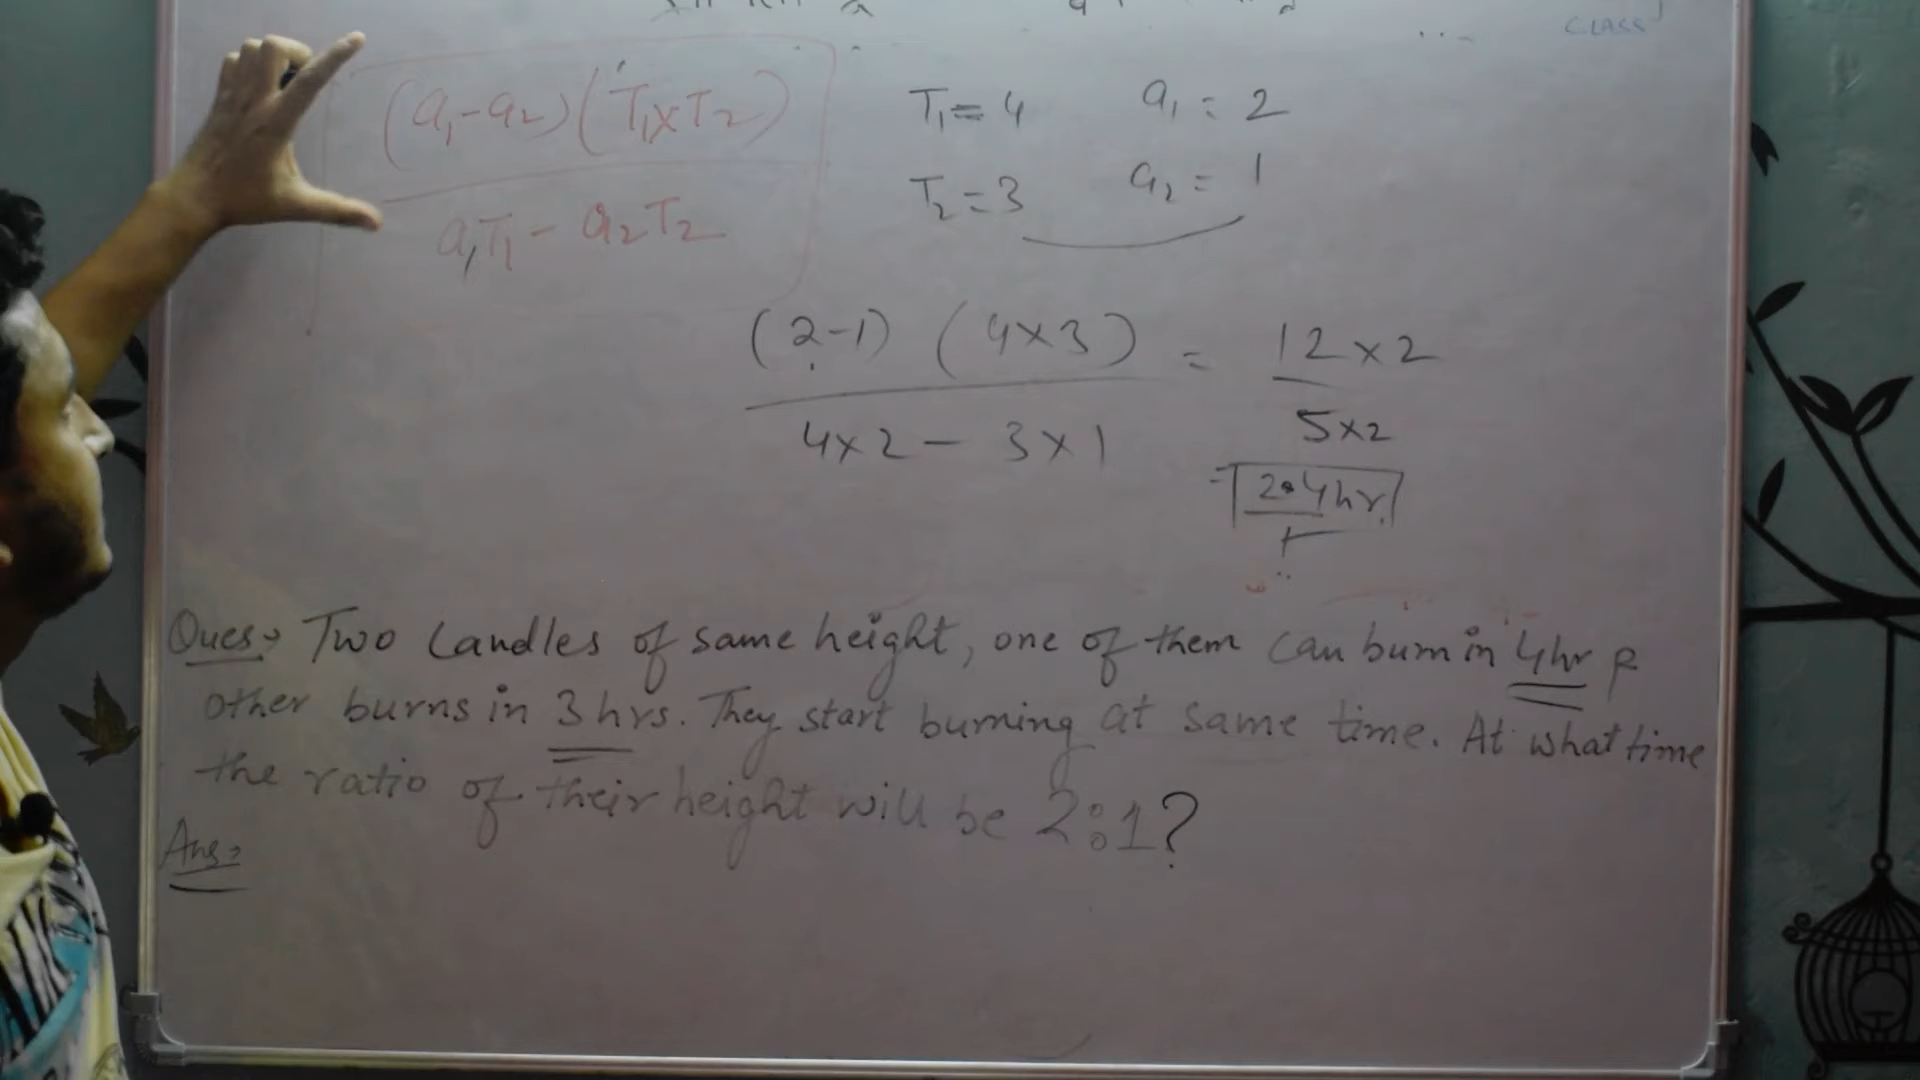 CLASS
(a₁-a₂)(T₁×T₂)
a₁T₁ - a₂T₂
T₁ = 4 a₁ = 2
T₂ = 3 a₂ = 1
(2-1) (4×3) = 12×2
4×2 - 3×1 5×2
= 2.4hr.
Ques:→ Two Candles of same height, one of them can burn in 4hr &
other burns in 3 hrs. They start burning at same time. At what time
the ratio of their height will be 2:1?
Ans→